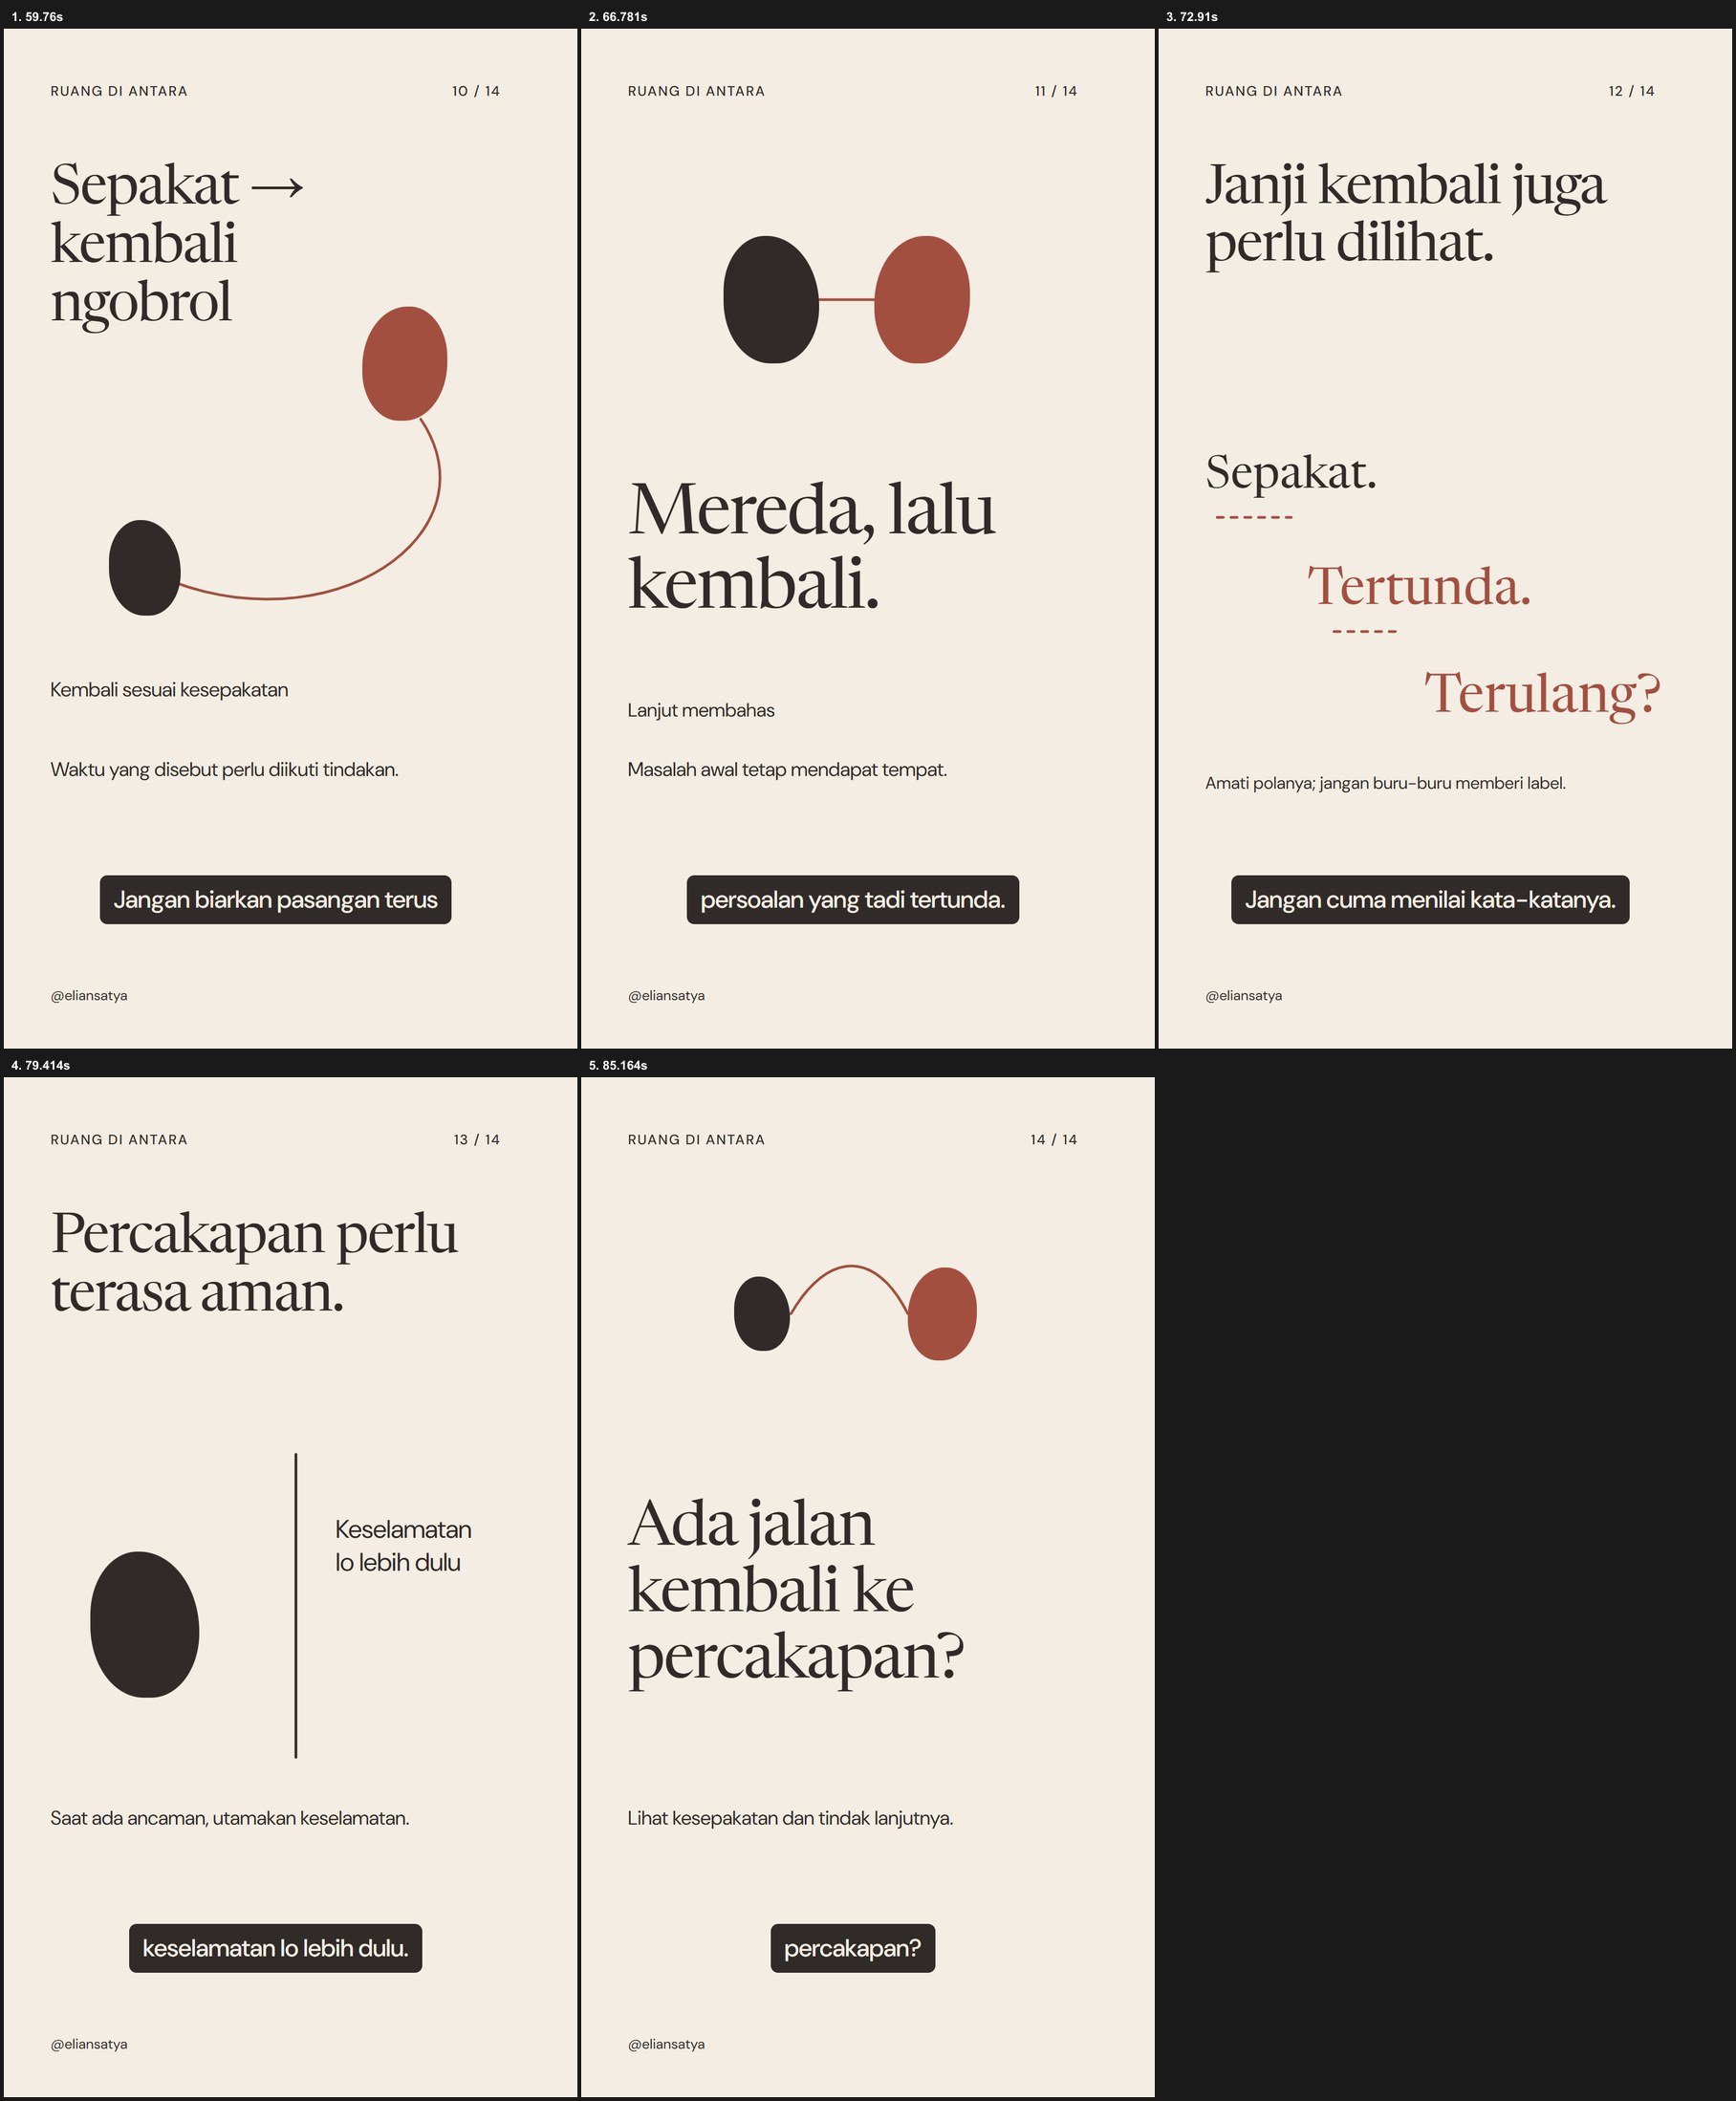 1. 59.76s
RUANG DI ANTARA
10 / 14
Sepakat →
kembali
ngobrol
Kembali sesuai kesepakatan
Waktu yang disebut perlu diikuti tindakan.
Jangan biarkan pasangan terus
@eliansatya
2. 66.781s
RUANG DI ANTARA
11 / 14
Mereda, lalu
kembali.
Lanjut membahas
Masalah awal tetap mendapat tempat.
persoalan yang tadi tertunda.
@eliansatya
3. 72.91s
RUANG DI ANTARA
12 / 14
Janji kembali juga
perlu dilihat.
Sepakat.
Tertunda.
Terulang?
Amati polanya; jangan buru-buru memberi label.
Jangan cuma menilai kata-katanya.
@eliansatya
4. 79.414s
RUANG DI ANTARA
13 / 14
Percakapan perlu
terasa aman.
Keselamatan
lo lebih dulu
Saat ada ancaman, utamakan keselamatan.
keselamatan lo lebih dulu.
@eliansatya
5. 85.164s
RUANG DI ANTARA
14 / 14
Ada jalan
kembali ke
percakapan?
Lihat kesepakatan dan tindak lanjutnya.
percakapan?
@eliansatya